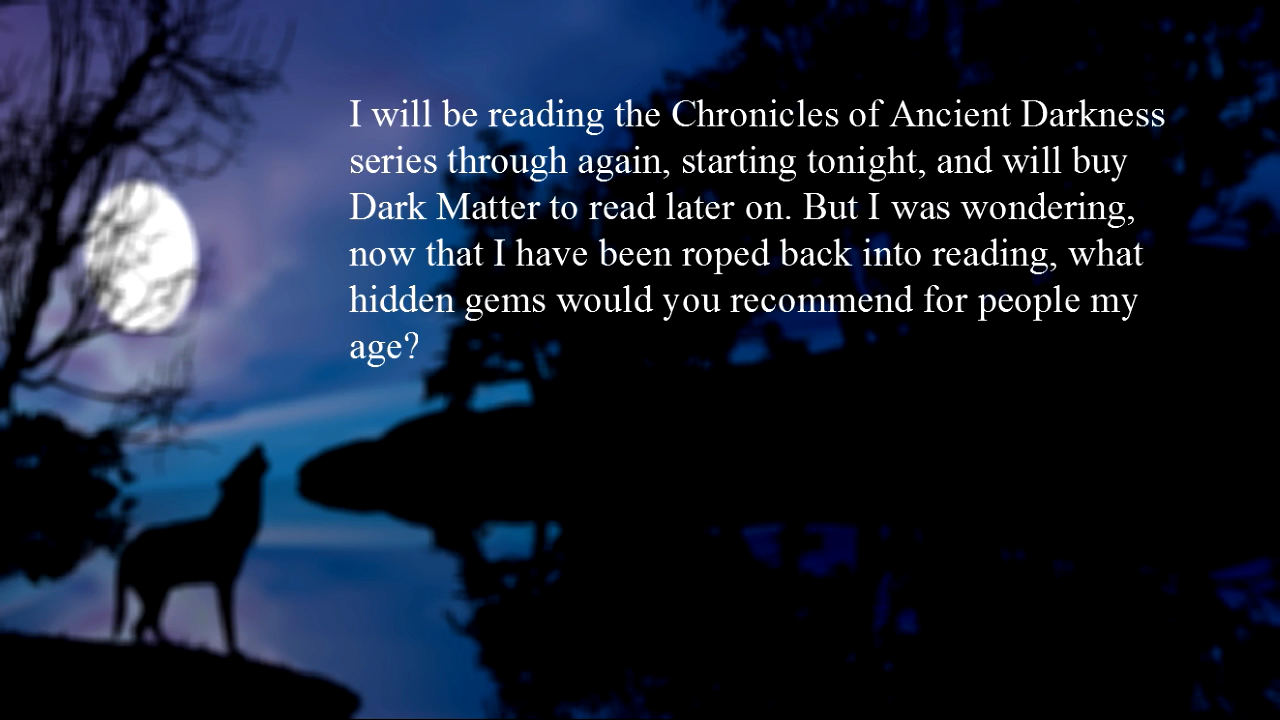 I will be reading the Chronicles of Ancient Darkness
series through again, starting tonight, and will buy
Dark Matter to read later on. But I was wondering,
now that I have been roped back into reading, what
hidden gems would you recommend for people my
age?